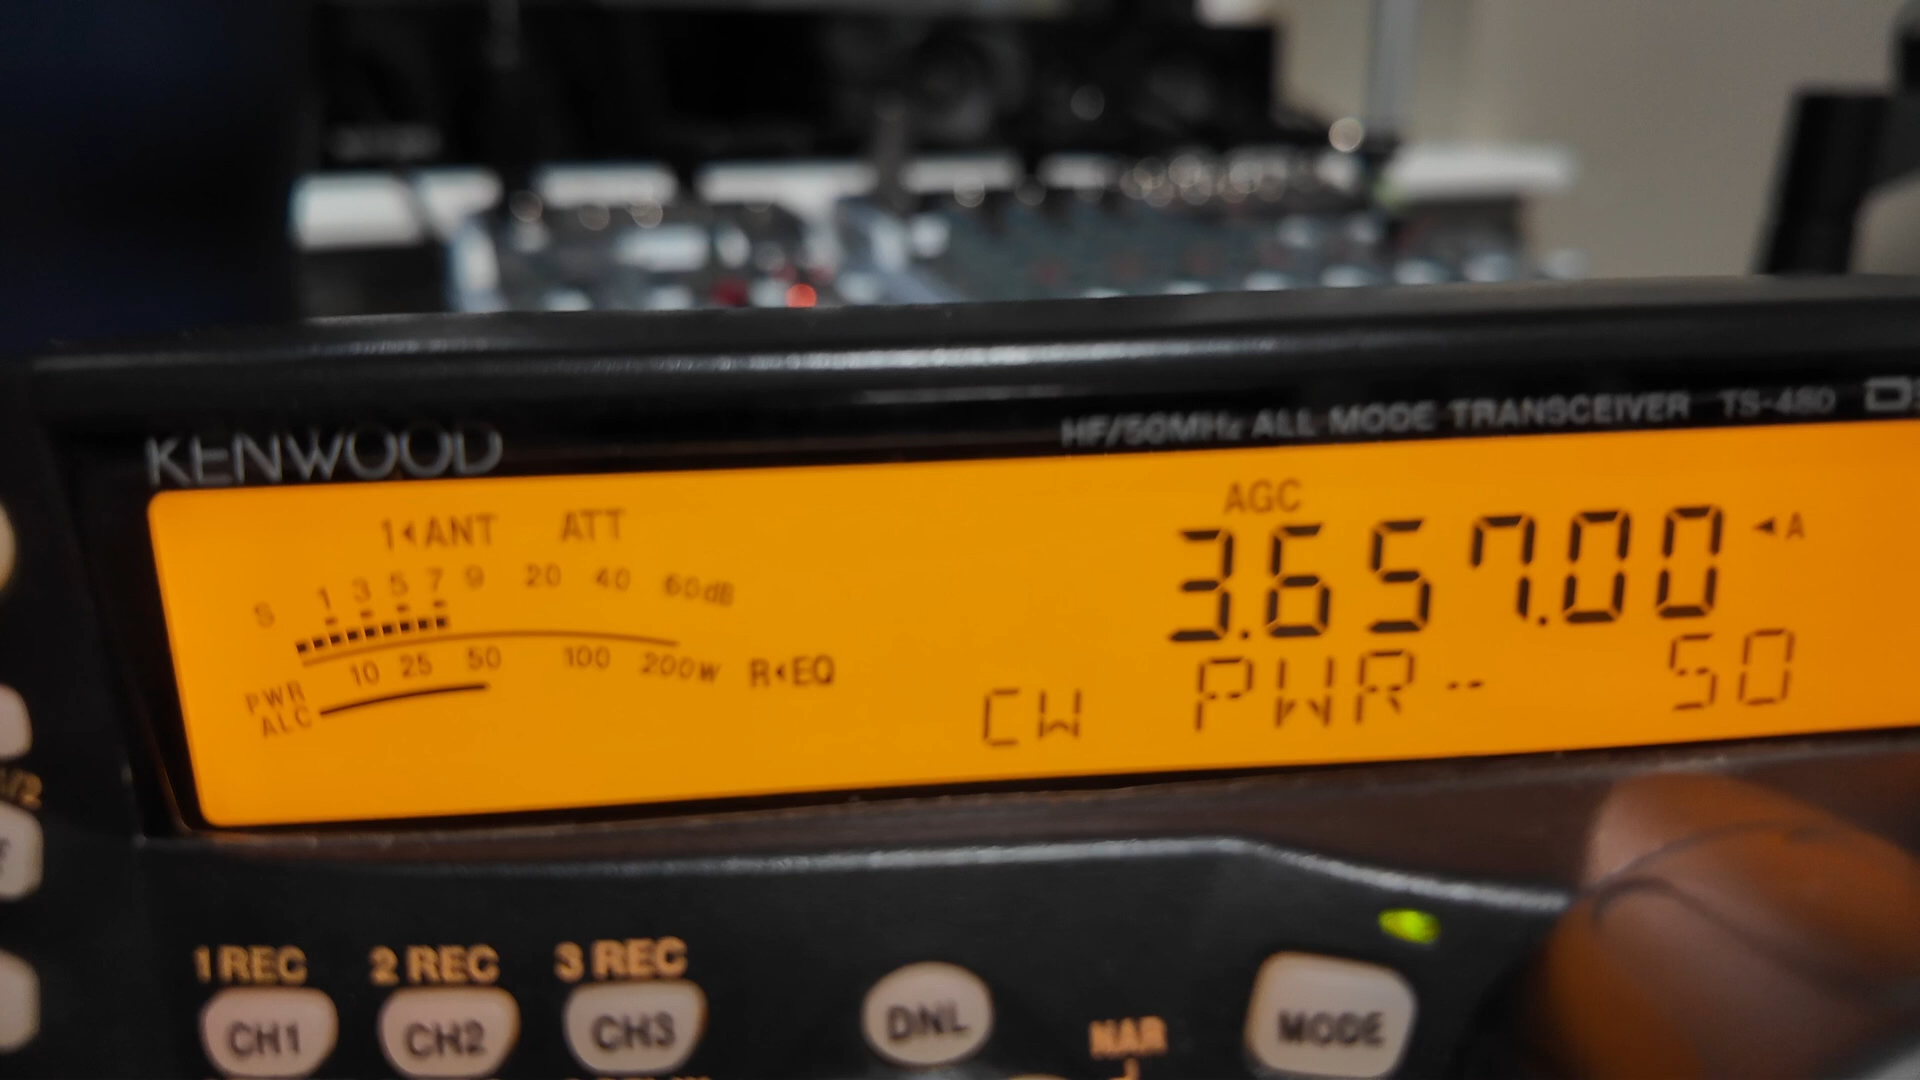 KENWOOD
HF/50MHz ALL MODE TRANSCEIVER TS-480
1◂ANT ATT AGC
3.657.00 ◂A
S 1 3 5 7 9 20 40 60dB
PWR 10 25 50 100 200W R◂EQ
ALC
CW PWR-- 50
1 REC 2 REC 3 REC
CH1 CH2 CH3 DNL MODE
NAR